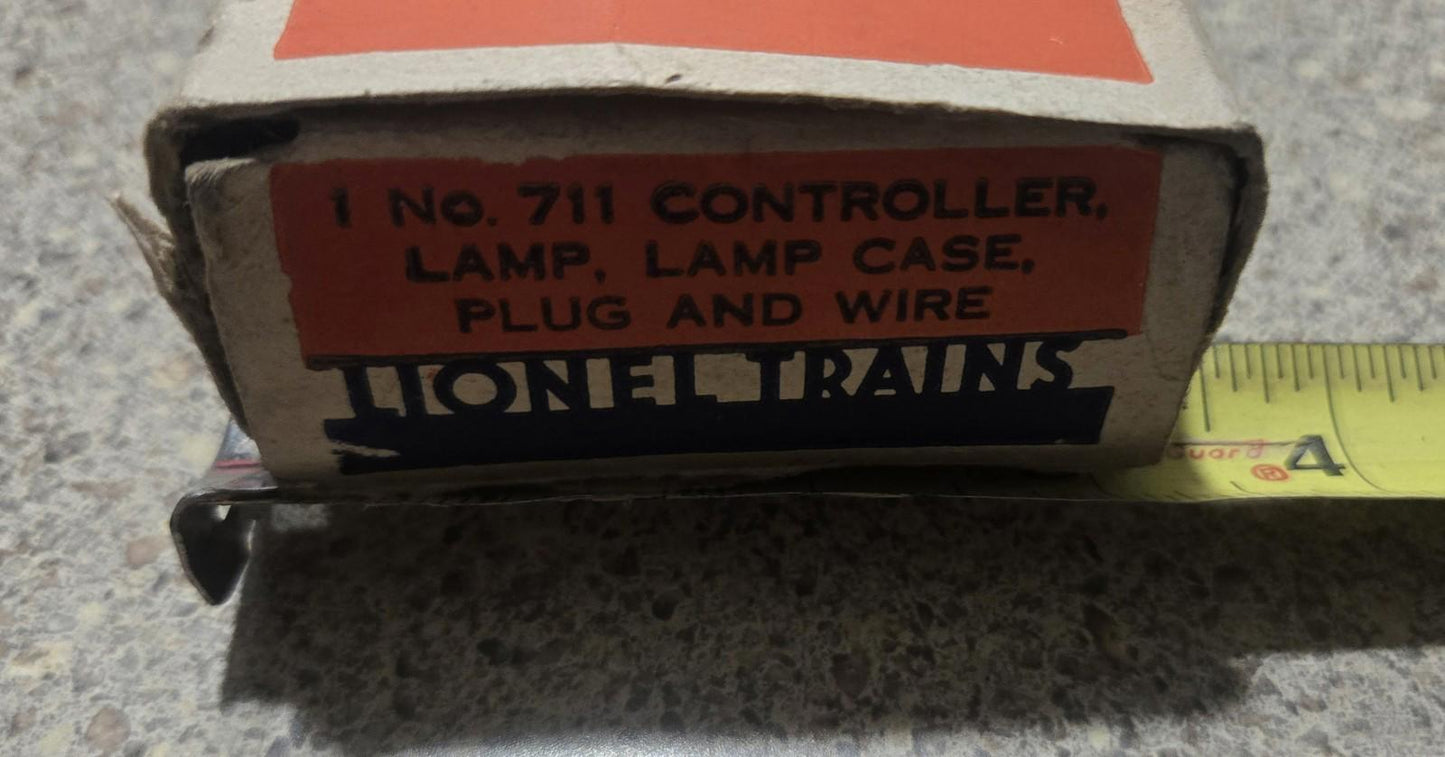 1 No. 711 CONTROLLER,
LAMP, LAMP CASE,
PLUG AND WIRE
LIONEL TRAINS
Guard ® 4